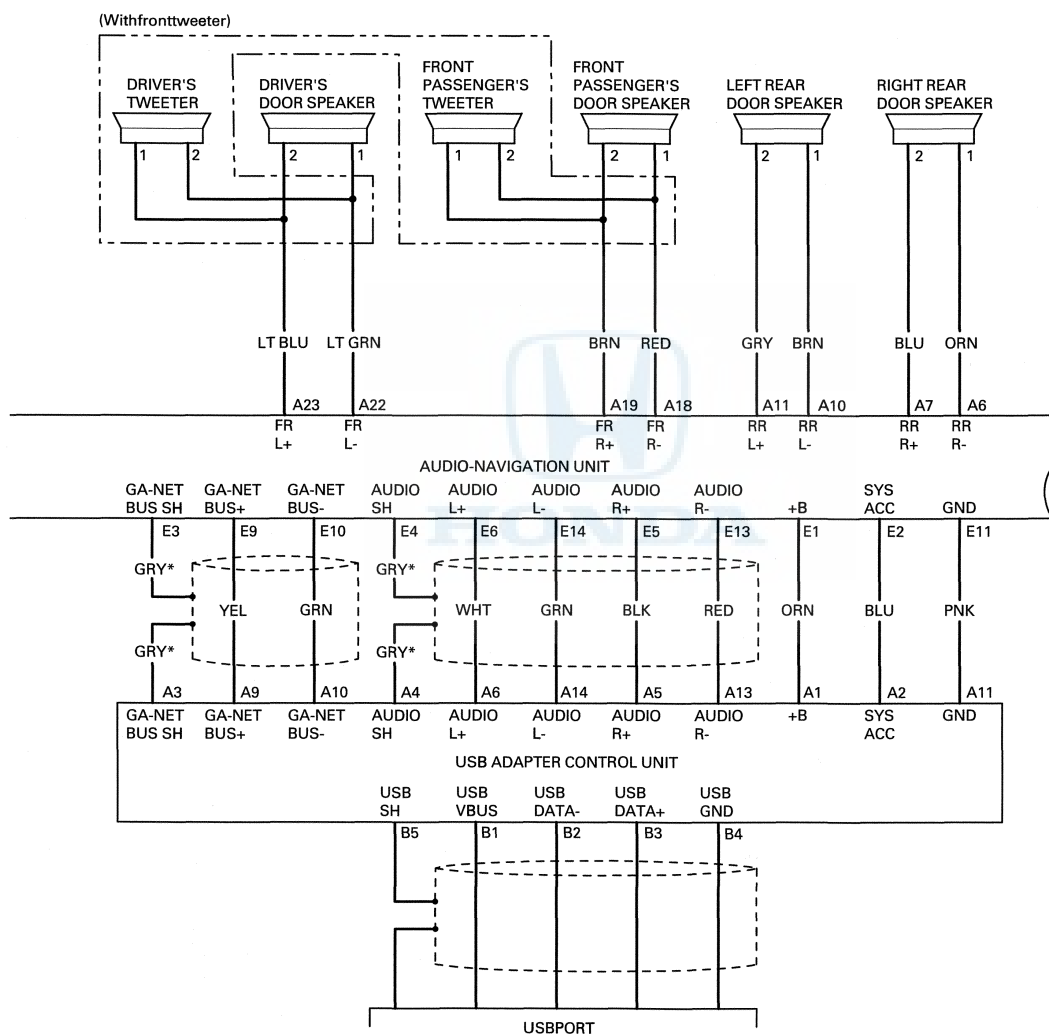 (Withfronttweeter)
DRIVER'S
TWEETER
DRIVER'S
DOOR SPEAKER
FRONT
PASSENGER'S
TWEETER
FRONT
PASSENGER'S
DOOR SPEAKER
LEFT REAR
DOOR SPEAKER
RIGHT REAR
DOOR SPEAKER
1 2 2 1 1 2 2 1 2 1 2 1
LT BLU LT GRN BRN RED GRY BRN BLU ORN
A23 A22 A19 A18 A11 A10 A7 A6
FR FR FR FR RR RR RR RR
L+ L- R+ R- L+ L- R+ R-
AUDIO-NAVIGATION UNIT
GA-NET
BUS SH
GA-NET
BUS+
GA-NET
BUS-
AUDIO
SH
AUDIO
L+
AUDIO
L-
AUDIO
R+
AUDIO
R-
+B
SYS
ACC
GND
HONDA
E3 E9 E10 E4 E6 E14 E5 E13 E1 E2 E11
GRY* GRY*
YEL GRN WHT GRN BLK RED ORN BLU PNK
GRY* GRY*
A3 A9 A10 A4 A6 A14 A5 A13 A1 A2 A11
GA-NET
BUS SH
GA-NET
BUS+
GA-NET
BUS-
AUDIO
SH
AUDIO
L+
AUDIO
L-
AUDIO
R+
AUDIO
R-
+B
SYS
ACC
GND
USB ADAPTER CONTROL UNIT
USB
SH
USB
VBUS
USB
DATA-
USB
DATA+
USB
GND
B5 B1 B2 B3 B4
USBPORT